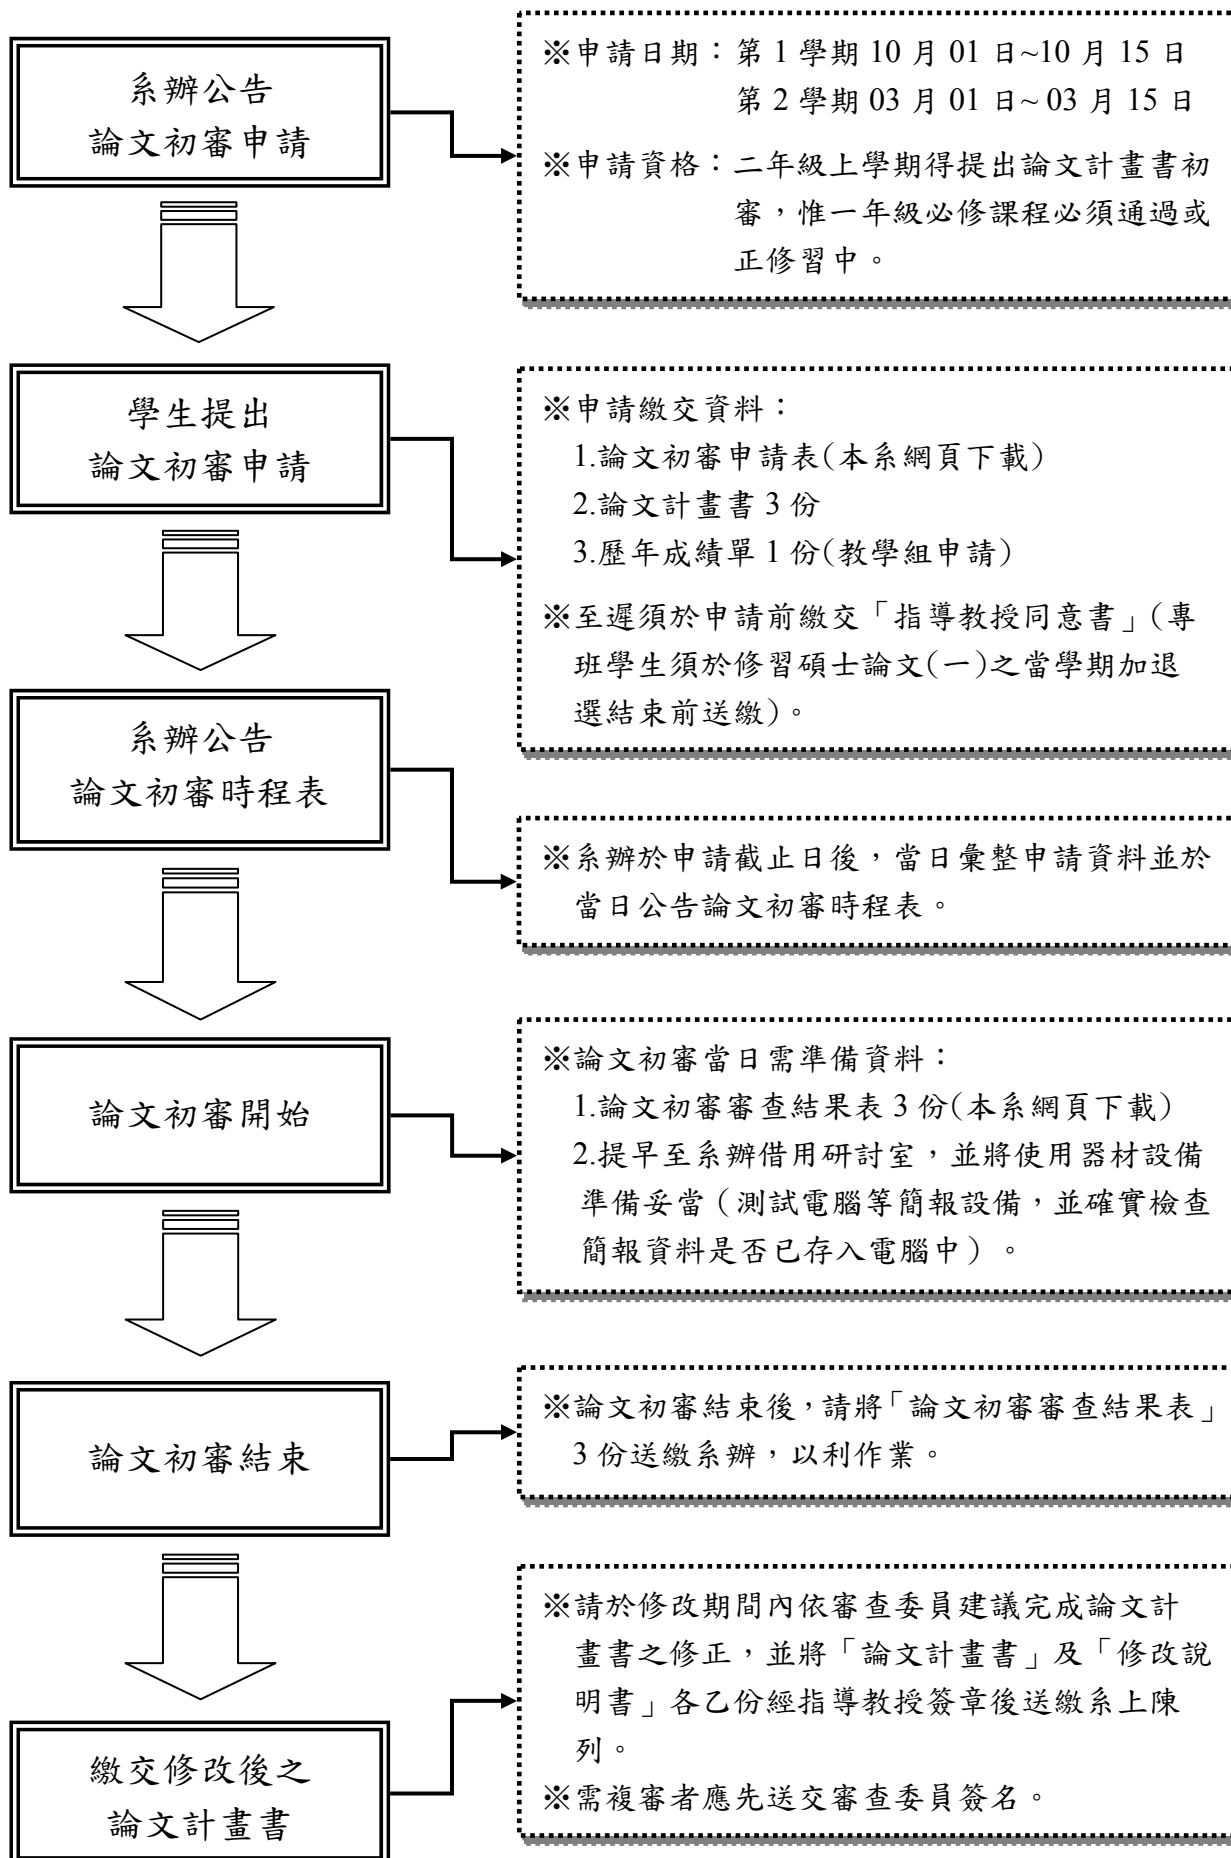 系辦公告
論文初審申請
※申請日期：第 1 學期 10 月 01 日~10 月 15 日
第 2 學期 03 月 01 日~ 03 月 15 日
※申請資格：二年級上學期得提出論文計畫書初
審，惟一年級必修課程必須通過或
正修習中。
學生提出
論文初審申請
※申請繳交資料：
1.論文初審申請表(本系網頁下載)
2.論文計畫書 3 份
3.歷年成績單 1 份(教學組申請)
※至遲須於申請前繳交「指導教授同意書」(專
班學生須於修習碩士論文(一)之當學期加退
選結束前送繳)。
系辦公告
論文初審時程表
※系辦於申請截止日後，當日彙整申請資料並於
當日公告論文初審時程表。
論文初審開始
※論文初審當日需準備資料：
1.論文初審審查結果表 3 份(本系網頁下載)
2.提早至系辦借用研討室，並將使用器材設備
準備妥當（測試電腦等簡報設備，並確實檢查
簡報資料是否已存入電腦中）。
論文初審結束
※論文初審結束後，請將「論文初審審查結果表」
3 份送繳系辦，以利作業。
繳交修改後之
論文計畫書
※請於修改期間內依審查委員建議完成論文計
畫書之修正，並將「論文計畫書」及「修改說
明書」各乙份經指導教授簽章後送繳系上陳
列。
※需複審者應先送交審查委員簽名。